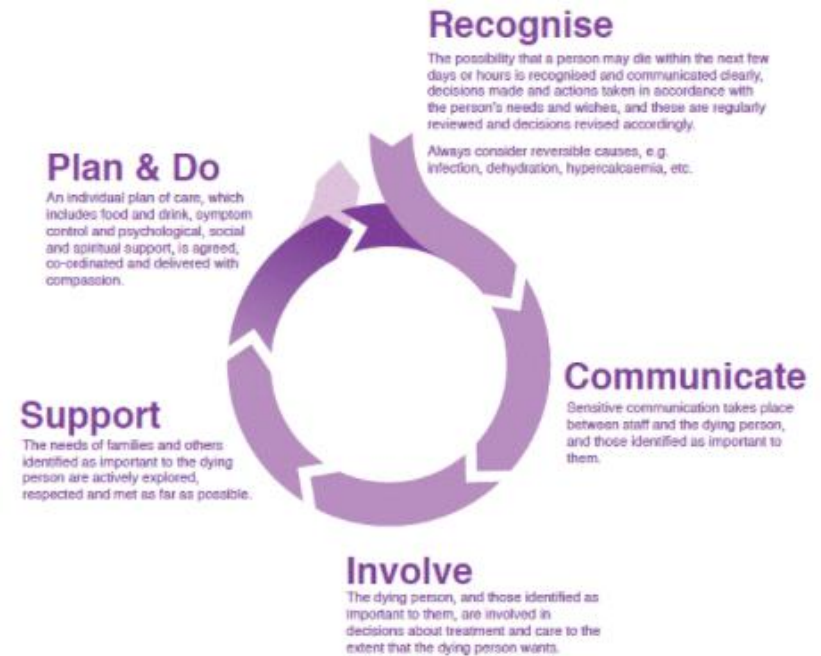 Recognise
The possibility that a person may die within the next few
days or hours is recognised and communicated clearly,
decisions made and actions taken in accordance with
the person's needs and wishes, and these are regularly
reviewed and decisions revised accordingly.
Always consider reversible causes, e.g.
infection, dehydration, hypercalcaemia, etc.
Communicate
Sensitive communication takes place
between staff and the dying person,
and those identified as important to
them.
Involve
The dying person, and those identified as
important to them, are involved in
decisions about treatment and care to the
extent that the dying person wants.
Support
The needs of families and others
identified as important to the dying
person are actively explored,
respected and met as far as possible.
Plan & Do
An individual plan of care, which
includes food and drink, symptom
control and psychological, social
and spiritual support, is agreed,
co-ordinated and delivered with
compassion.